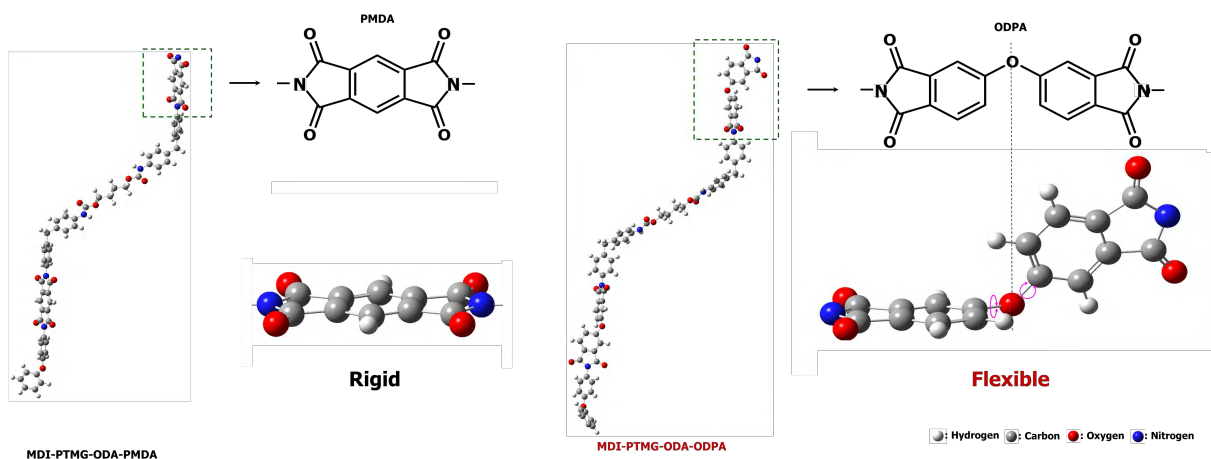 PMDA
O
O
N
N
O
O
Rigid
MDI-PTMG-ODA-PMDA
ODPA
O
O
O
N
N
O
O
Flexible
MDI-PTMG-ODA-ODPA
: Hydrogen
: Carbon
: Oxygen
: Nitrogen